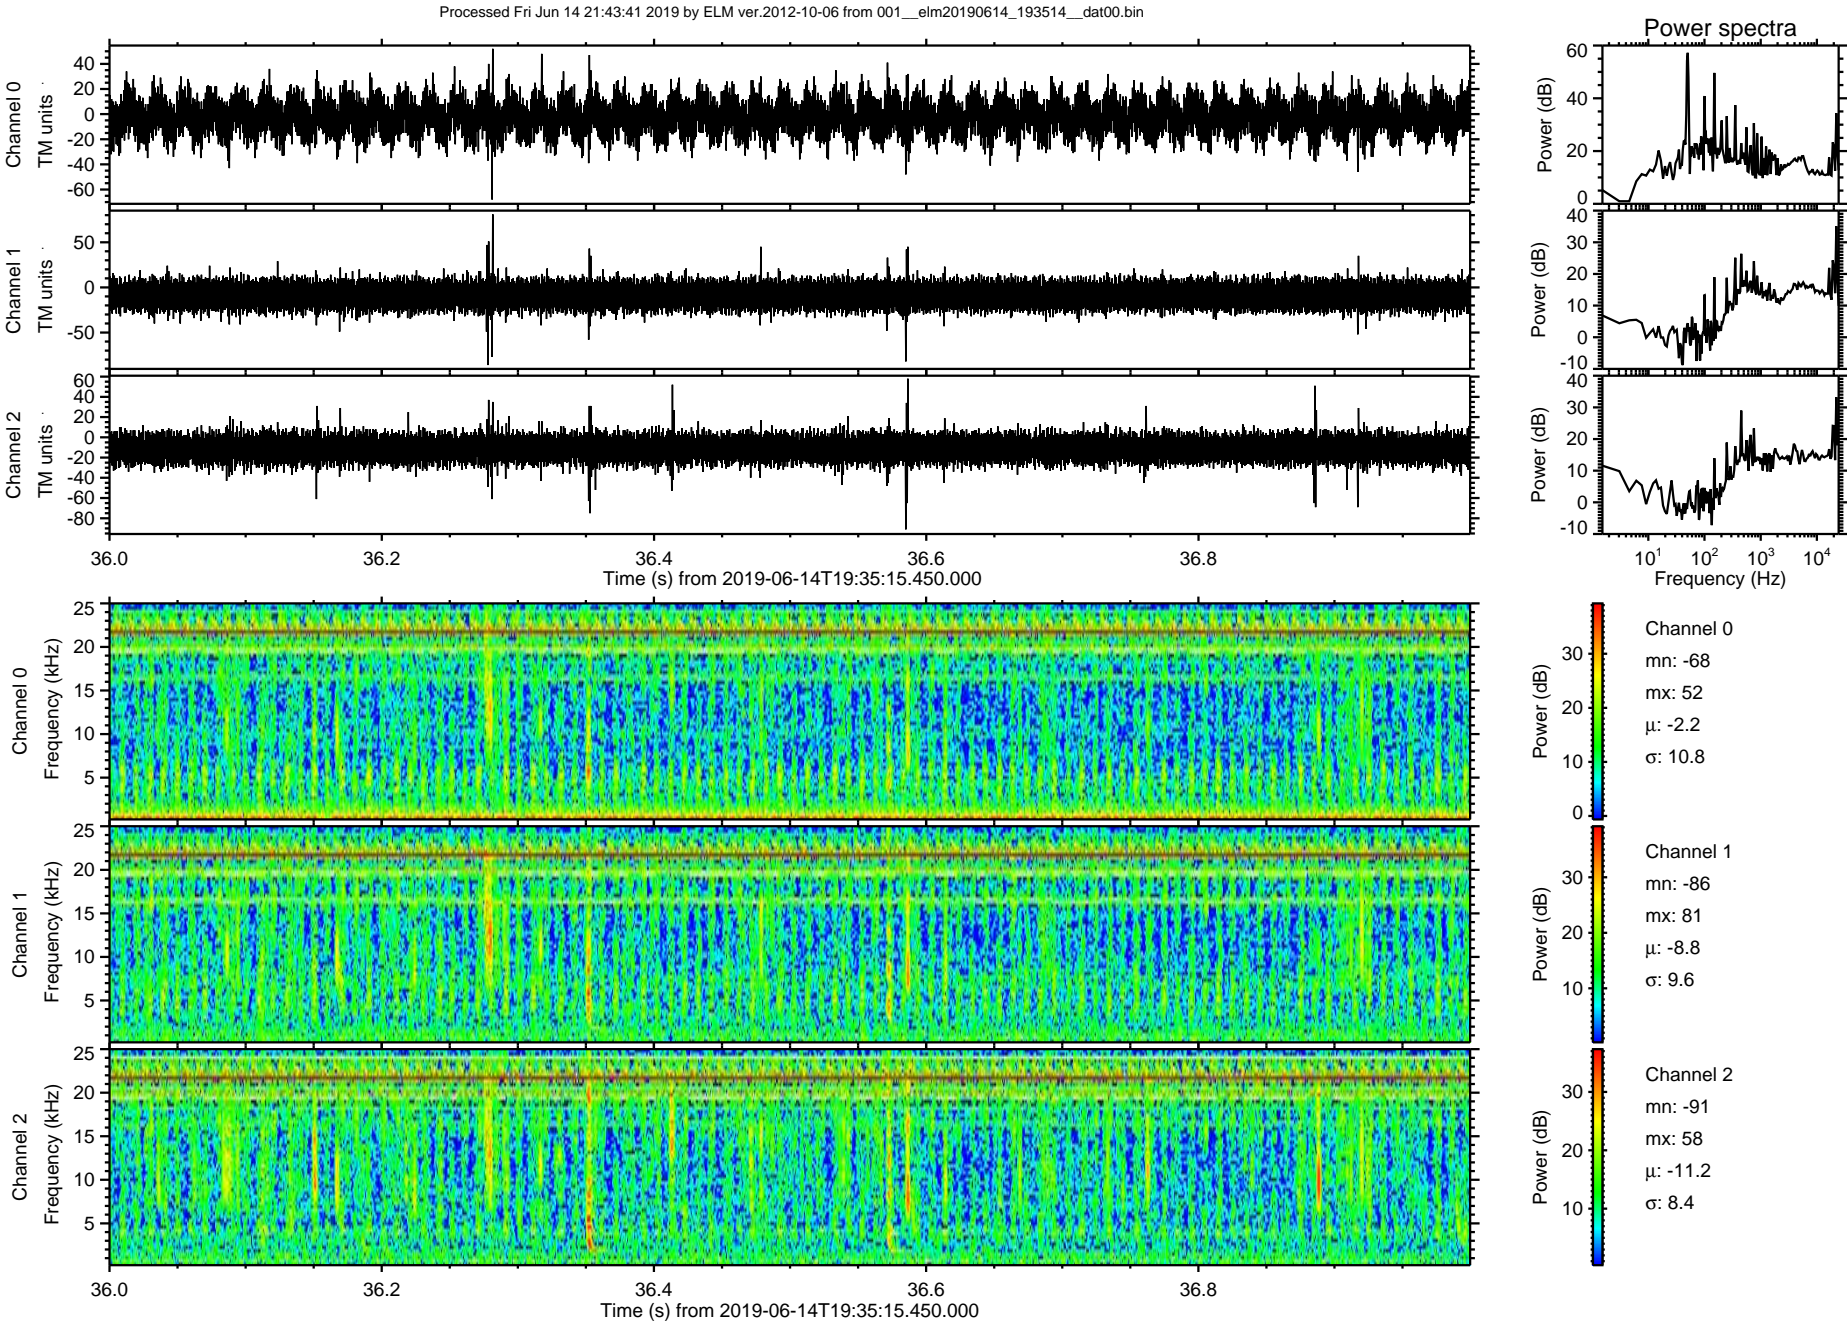 Processed Fri Jun 14 21:43:41 2019 by ELM ver.2012-10-06 from 001__elm20190614_193514__dat00.bin
Power spectra
Channel 0
TM units
40
20
0
-20
-40
-60
Power (dB)
60
40
20
0
Channel 1
TM units
50
0
-50
Power (dB)
40
30
20
10
0
-10
Channel 2
TM units
60
40
20
0
-20
-40
-60
-80
Power (dB)
40
30
20
10
0
-10
36.0 36.2 36.4 36.6 36.8
Time (s) from 2019-06-14T19:35:15.450.000
10^1 10^2 10^3 10^4
Frequency (Hz)
Channel 0
Frequency (kHz)
25
20
15
10
5
Power (dB)
30
20
10
0
Channel 0
mn: -68
mx: 52
μ: -2.2
σ: 10.8
Channel 1
Frequency (kHz)
25
20
15
10
5
Power (dB)
30
20
10
Channel 1
mn: -86
mx: 81
μ: -8.8
σ: 9.6
Channel 2
Frequency (kHz)
25
20
15
10
5
Power (dB)
30
20
10
Channel 2
mn: -91
mx: 58
μ: -11.2
σ: 8.4
36.0 36.2 36.4 36.6 36.8
Time (s) from 2019-06-14T19:35:15.450.000